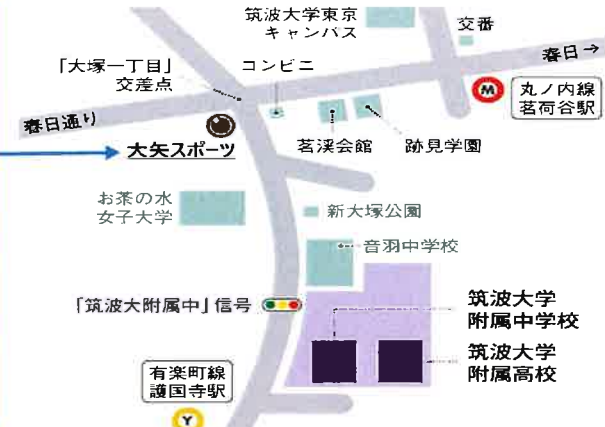 筑波大学東京
キャンパス
交番
春日→
「大塚一丁目」
交差点
コンビニ
M
丸ノ内線
茗荷谷駅
春日通り
大矢スポーツ
茗渓会館
跡見学園
お茶の水
女子大学
新大塚公園
音羽中学校
「筑波大附属中」信号
筑波大学
附属中学校
筑波大学
附属高校
有楽町線
護国寺駅
Y